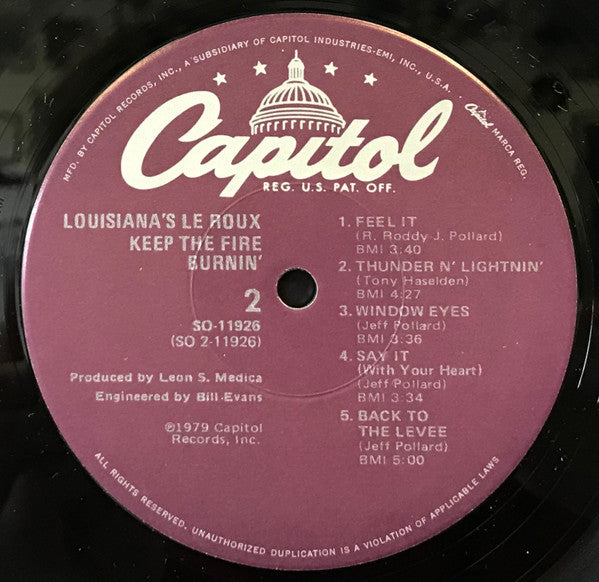 MFD. BY CAPITOL RECORDS, INC., A SUBSIDIARY OF CAPITOL INDUSTRIES-EMI, INC., U.S.A. Capitol MARCA REG.
Capitol
REG. U.S. PAT. OFF.
LOUISIANA'S LE ROUX
KEEP THE FIRE
BURNIN'
2
SO-11926
(SO 2-11926)
Produced by Leon S. Medica
Engineered by Bill Evans
℗1979 Capitol
Records, Inc.
1. FEEL IT
(R. Roddy-J. Pollard)
BMI 3:40
2. THUNDER N' LIGHTNIN'
(Tony Haselden)
BMI 4:27
3. WINDOW EYES
(Jeff Pollard)
BMI 3:36
4. SAY IT
(With Your Heart)
(Jeff Pollard)
BMI 3:34
5. BACK TO
THE LEVEE
(Jeff Pollard)
BMI 5:00
ALL RIGHTS RESERVED. UNAUTHORIZED DUPLICATION IS A VIOLATION OF APPLICABLE LAWS